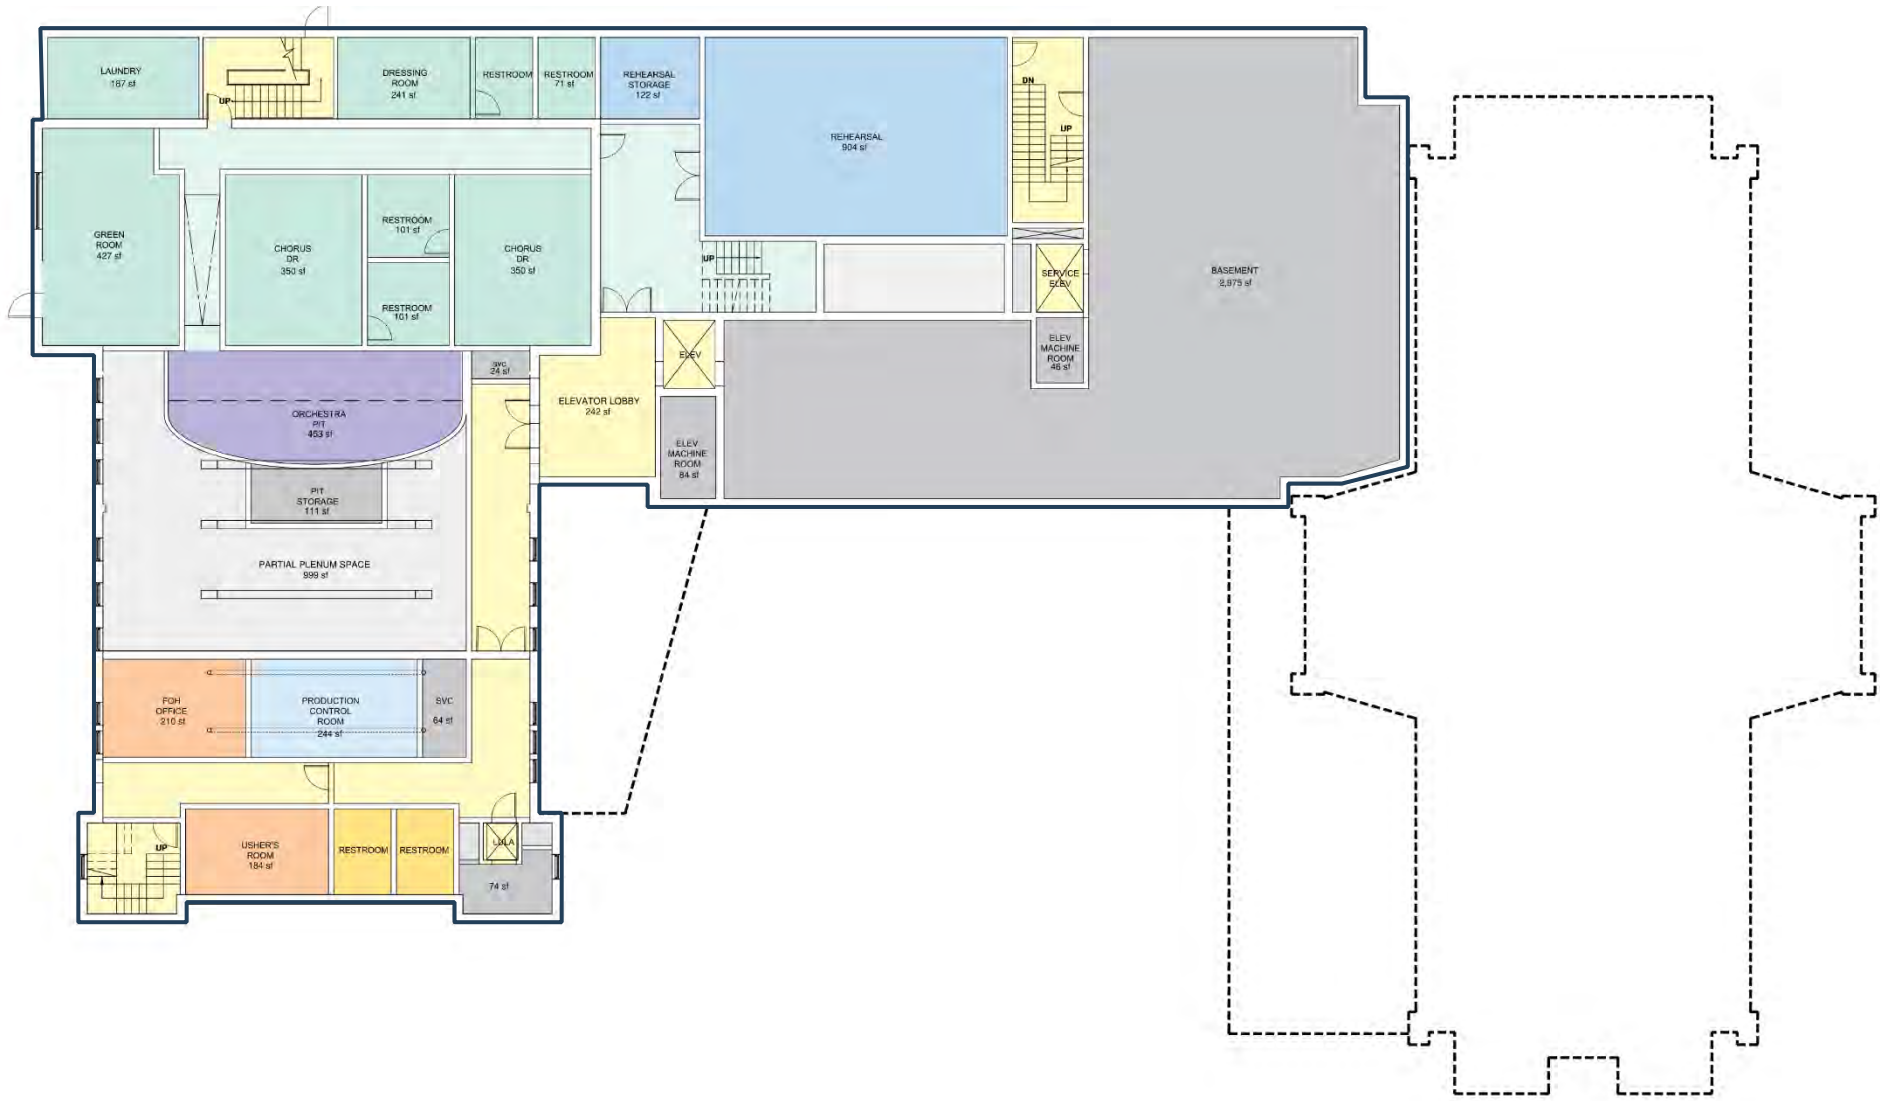 LAUNDRY
187 sf
UP
DRESSING
ROOM
241 sf
RESTROOM
RESTROOM
71 sf
REHEARSAL
STORAGE
122 sf
REHEARSAL
904 sf
DN
UP
GREEN
ROOM
427 sf
CHORUS
DR
350 sf
RESTROOM
101 sf
RESTROOM
101 sf
CHORUS
DR
350 sf
UP
SERVICE
ELEV
BASEMENT
2,875 sf
ELEV
MACHINE
ROOM
46 sf
SVC
24 sf
ELEV
ELEVATOR LOBBY
242 sf
ORCHESTRA
PIT
453 sf
ELEV
MACHINE
ROOM
84 sf
PIT
STORAGE
111 sf
PARTIAL PLENUM SPACE
999 sf
FOH
OFFICE
210 sf
PRODUCTION
CONTROL
ROOM
244 sf
SVC
64 sf
UP
USHER'S
ROOM
184 sf
RESTROOM
RESTROOM
LULA
74 sf